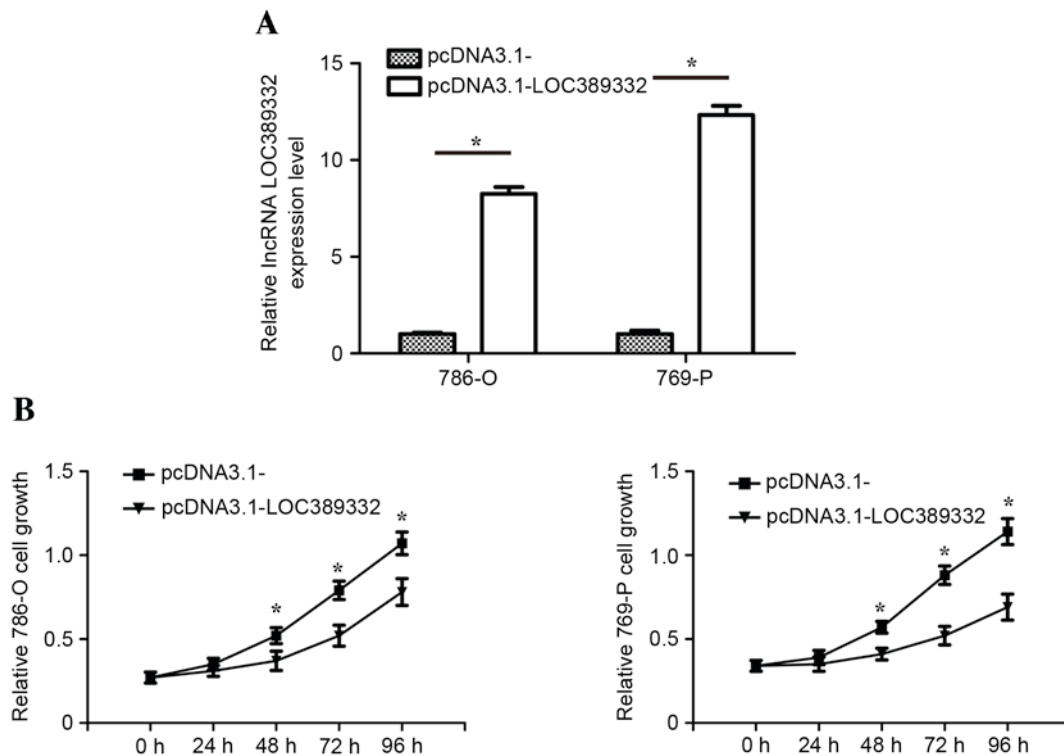 A
pcDNA3.1-
pcDNA3.1-LOC389332
Relative lncRNA LOC389332
expression level
15
10
5
0
*
*
786-O
769-P
B
Relative 786-O cell growth
1.5
1.0
0.5
0
pcDNA3.1-
pcDNA3.1-LOC389332
*
*
*
0 h 24 h 48 h 72 h 96 h
Relative 769-P cell growth
1.5
1.0
0.5
0
pcDNA3.1-
pcDNA3.1-LOC389332
*
*
*
0 h 24 h 48 h 72 h 96 h